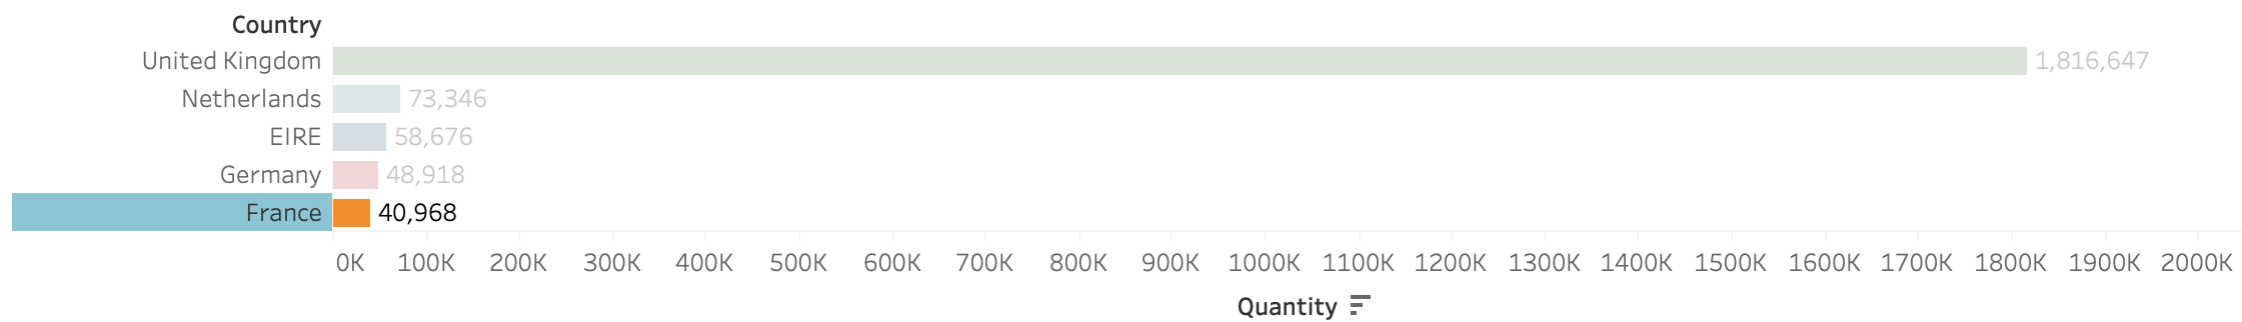 Country
United Kingdom 1,816,647
Netherlands 73,346
EIRE 58,676
Germany 48,918
France 40,968
0K 100K 200K 300K 400K 500K 600K 700K 800K 900K 1000K 1100K 1200K 1300K 1400K 1500K 1600K 1700K 1800K 1900K 2000K
Quantity